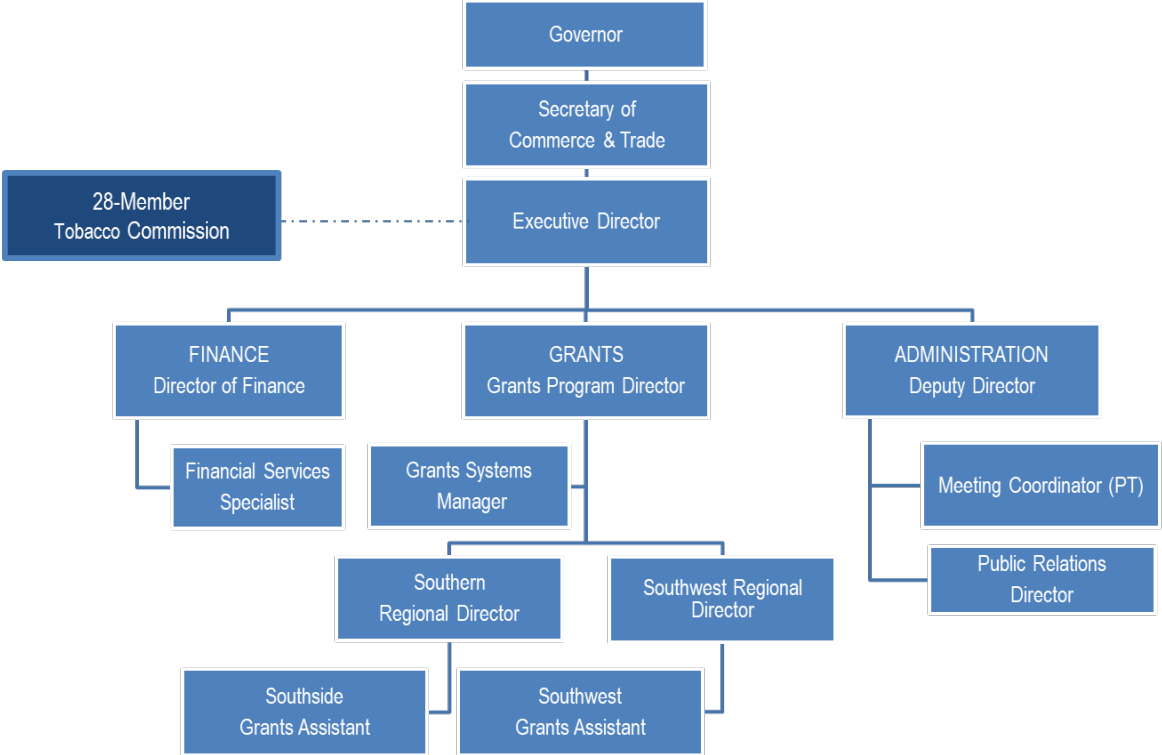 Governor
Secretary of
Commerce & Trade
28-Member
Tobacco Commission
Executive Director
FINANCE
Director of Finance
GRANTS
Grants Program Director
ADMINISTRATION
Deputy Director
Financial Services
Specialist
Grants Systems
Manager
Meeting Coordinator (PT)
Public Relations
Director
Southern
Regional Director
Southwest Regional
Director
Southside
Grants Assistant
Southwest
Grants Assistant